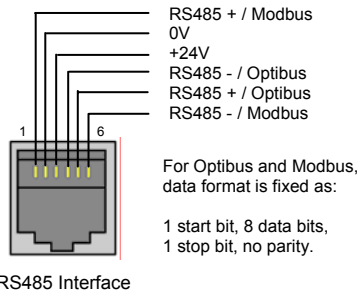 RS485 + / Modbus
0V
+24V
RS485 - / Optibus
RS485 + / Optibus
RS485 - / Modbus
1 6
For Optibus and Modbus,
data format is fixed as:
1 start bit, 8 data bits,
1 stop bit, no parity.
RS485 Interface